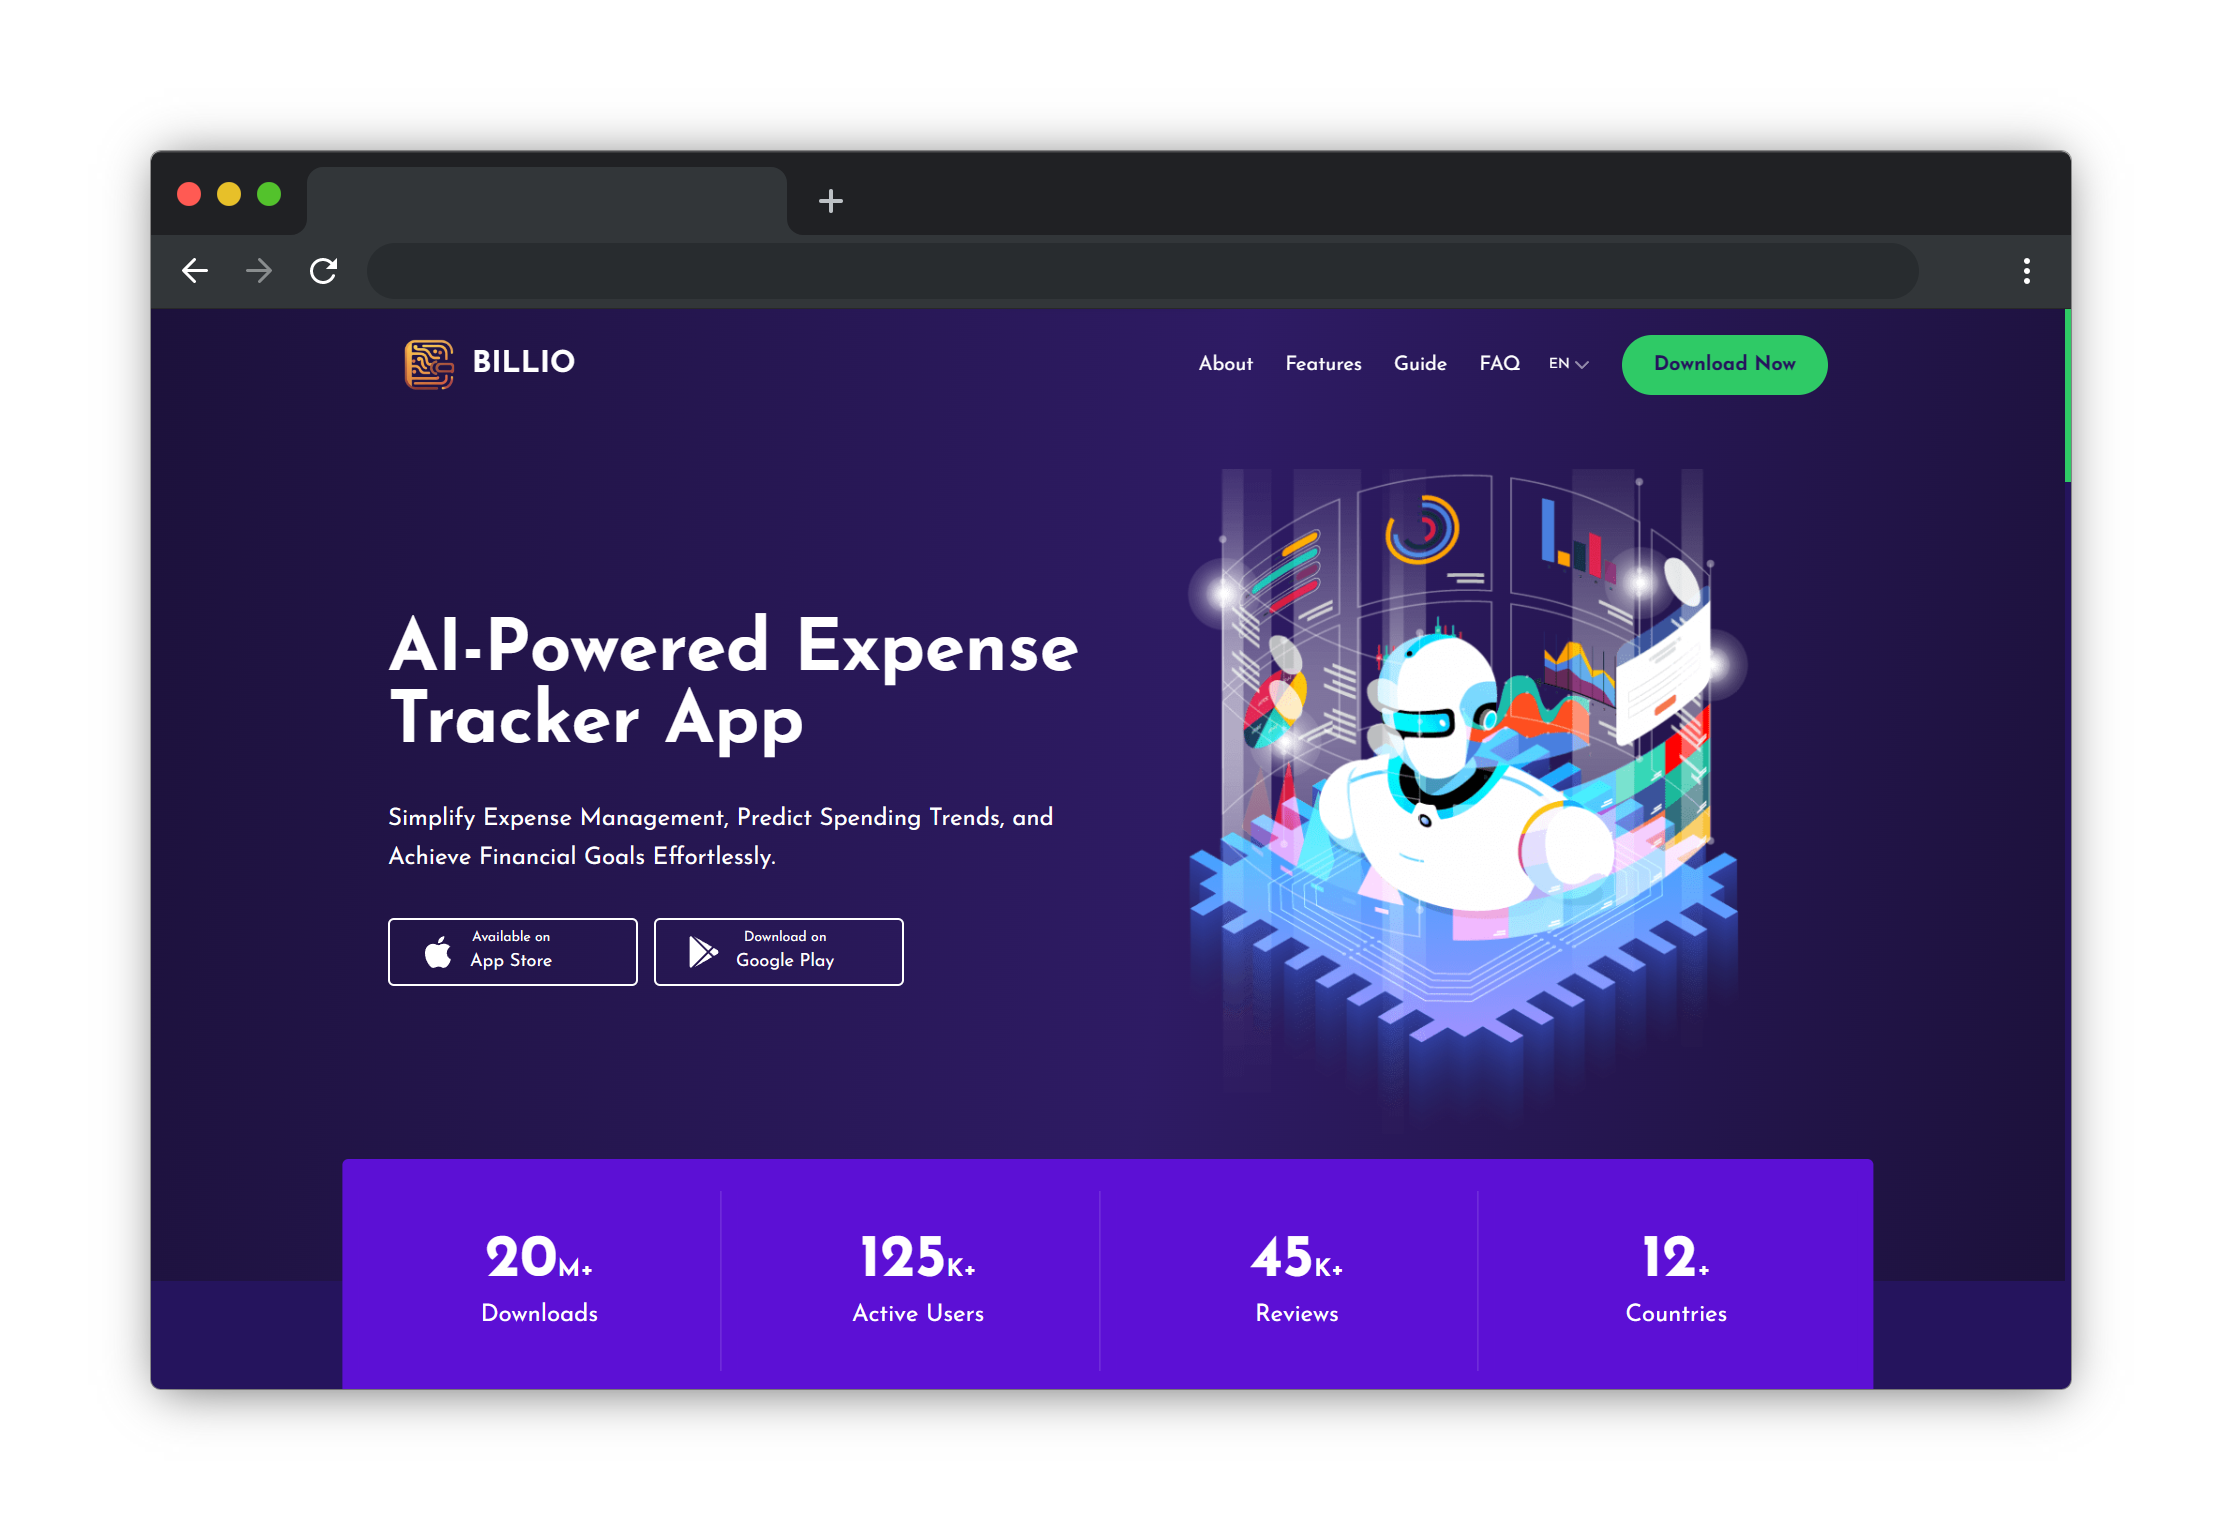 BILLIO
About Features Guide FAQ EN Download Now
AI-Powered Expense
Tracker App
Simplify Expense Management, Predict Spending Trends, and
Achieve Financial Goals Effortlessly.
Available on
App Store
Download on
Google Play
20M+
Downloads
125K+
Active Users
45K+
Reviews
12+
Countries